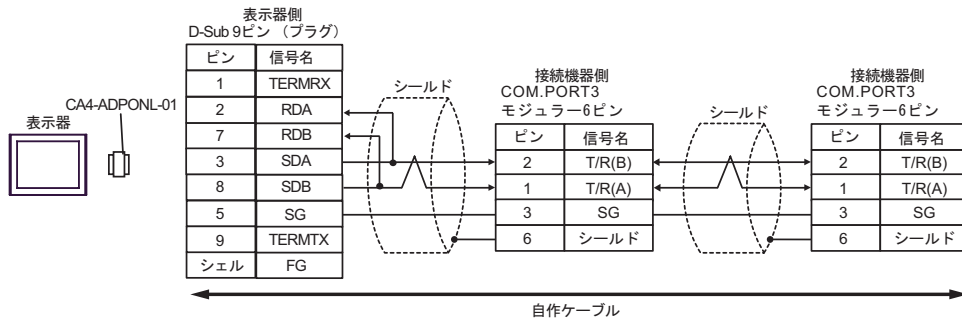 表示器側
D-Sub 9ピン （プラグ）
ピン 信号名
1 TERMRX
2 RDA
7 RDB
3 SDA
8 SDB
5 SG
9 TERMTX
シェル FG
CA4-ADPONL-01
表示器
シールド
接続機器側
COM.PORT3
モジュラー6ピン
ピン 信号名
2 T/R(B)
1 T/R(A)
3 SG
6 シールド
シールド
接続機器側
COM.PORT3
モジュラー6ピン
ピン 信号名
2 T/R(B)
1 T/R(A)
3 SG
6 シールド
自作ケーブル